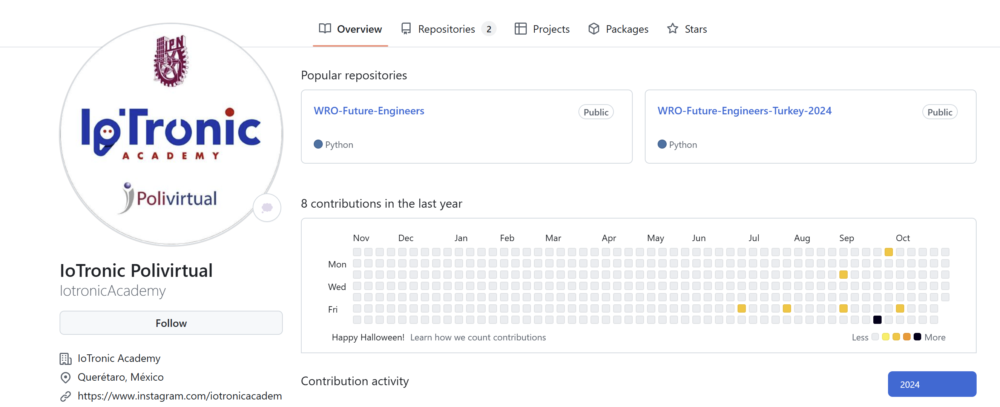 Overview Repositories 2 Projects Packages Stars
IPN
IoTronic
ACADEMY
Polivirtual
IoTronic Polivirtual
IotronicAcademy
Follow
IoTronic Academy
Querétaro, México
https://www.instagram.com/iotronicacadem
Popular repositories
WRO-Future-Engineers Public
Python
WRO-Future-Engineers-Turkey-2024 Public
Python
8 contributions in the last year
Nov Dec Jan Feb Mar Apr May Jun Jul Aug Sep Oct
Mon
Wed
Fri
Happy Halloween! Learn how we count contributions
Less More
Contribution activity
2024